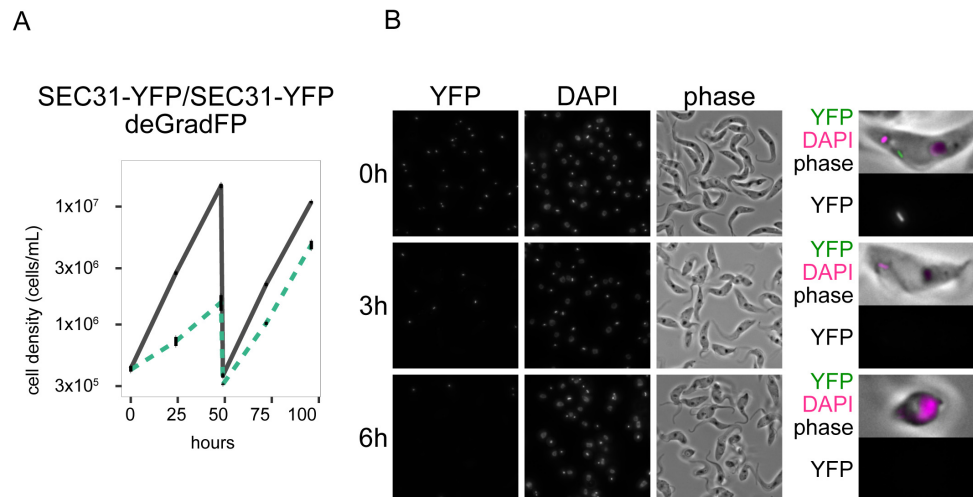 A
SEC31-YFP/SEC31-YFP
deGradFP
cell density (cells/mL)
1x10⁷
3x10⁶
1x10⁶
3x10⁵
0
25
50
75
100
hours
B
YFP
DAPI
phase
0h
3h
6h
YFP
DAPI
phase
YFP
YFP
DAPI
phase
YFP
YFP
DAPI
phase
YFP